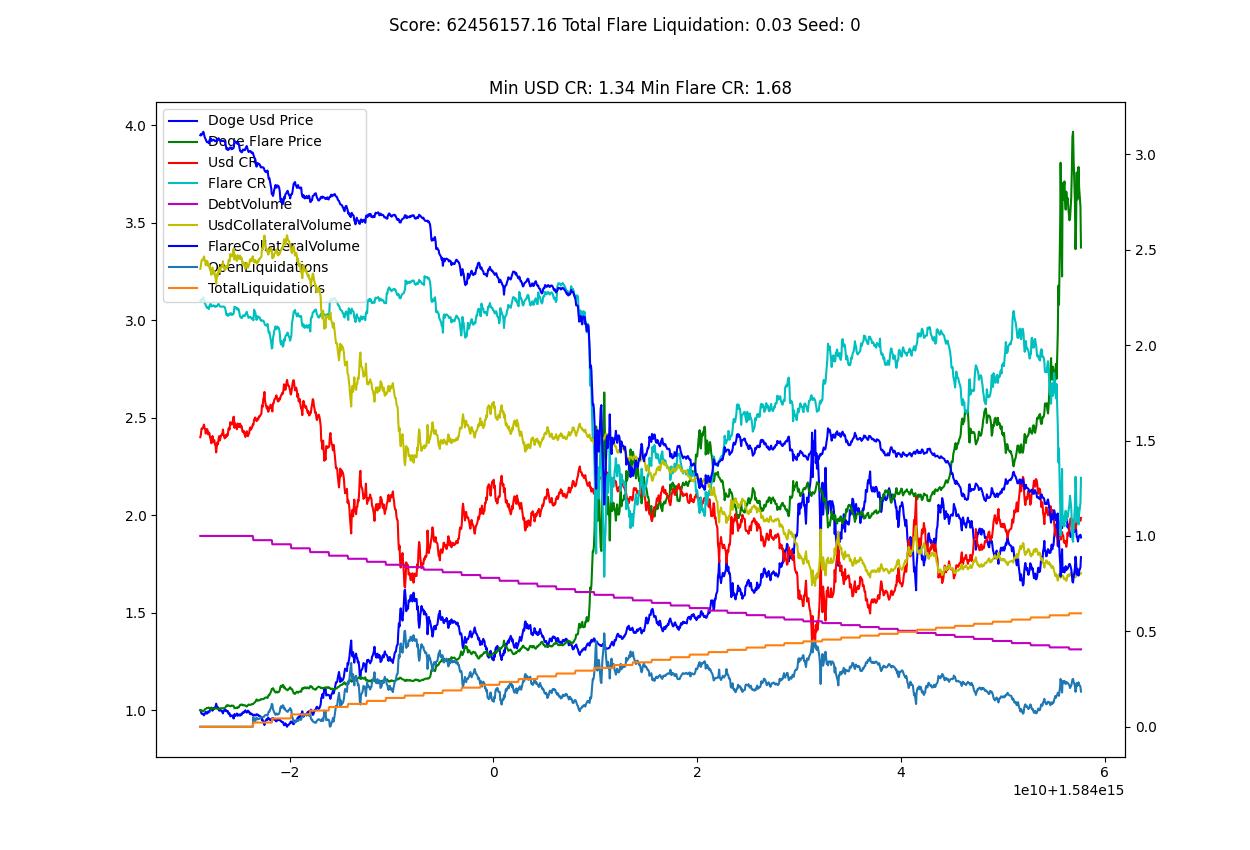 Score: 62456157.16 Total Flare Liquidation: 0.03 Seed: 0
Min USD CR: 1.34 Min Flare CR: 1.68
Doge Usd Price
Doge Flare Price
Usd CR
Flare CR
DebtVolume
UsdCollateralVolume
FlareCollateralVolume
OpenLiquidations
TotalLiquidations
4.0
3.5
3.0
2.5
2.0
1.5
1.0
3.0
2.5
2.0
1.5
1.0
0.5
0.0
−2
0
2
4
6
1e10+1.584e15